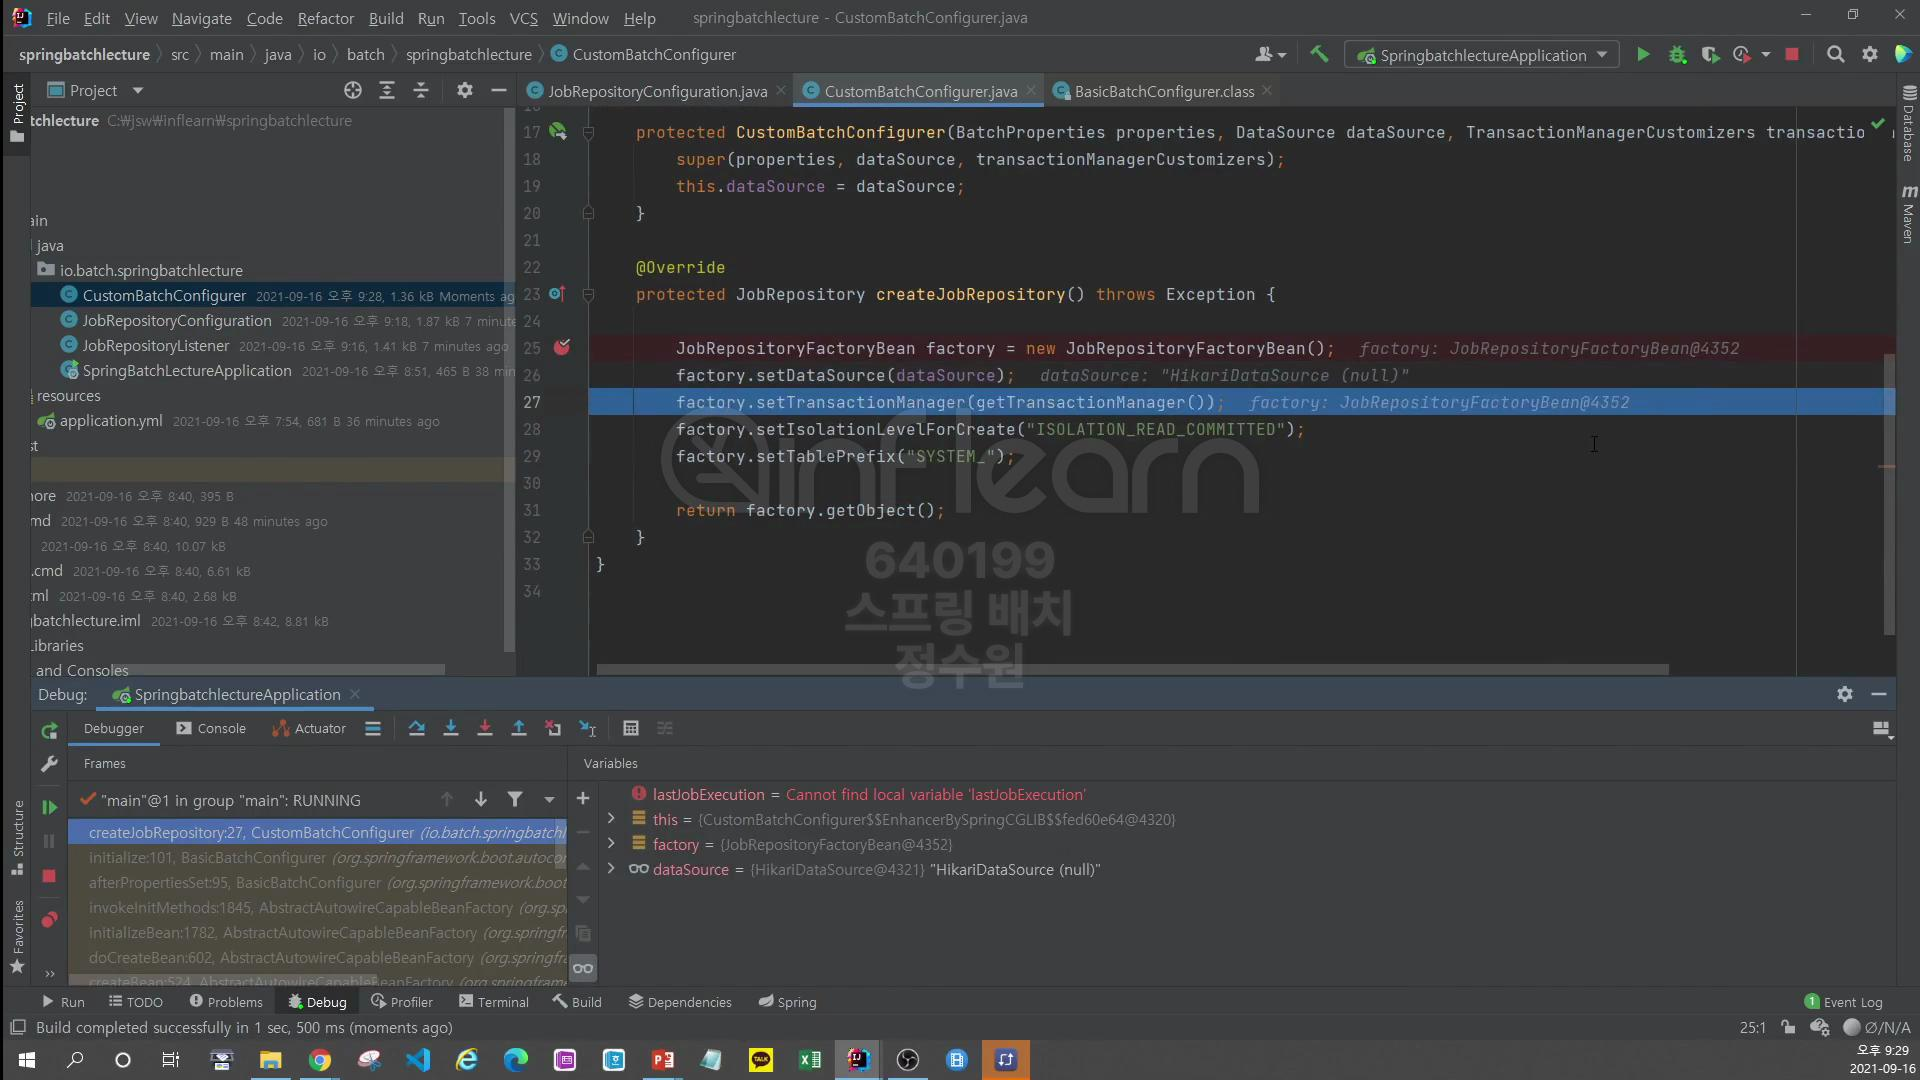 File Edit View Navigate Code Refactor Build Run Tools VCS Window Help springbatchlecture - CustomBatchConfigurer.java
springbatchlecture src main java io batch springbatchlecture CustomBatchConfigurer SpringbatchlectureApplication
Project
Project JobRepositoryConfiguration.java CustomBatchConfigurer.java BasicBatchConfigurer.class
tchlecture C:₩jsw₩inflearn₩springbatchlecture
ain
java
io.batch.springbatchlecture
CustomBatchConfigurer 2021-09-16 오후 9:28, 1.36 kB Moments ag
JobRepositoryConfiguration 2021-09-16 오후 9:18, 1.87 kB 7 minute
JobRepositoryListener 2021-09-16 오후 9:16, 1.41 kB 7 minutes ago
SpringBatchLectureApplication 2021-09-16 오후 8:51, 465 B 38 min
resources
application.yml 2021-09-16 오후 7:54, 681 B 36 minutes ago
st
nore 2021-09-16 오후 8:40, 395 B
md 2021-09-16 오후 8:40, 929 B 48 minutes ago
2021-09-16 오후 8:40, 10.07 kB
.cmd 2021-09-16 오후 8:40, 6.61 kB
ml 2021-09-16 오후 8:40, 2.68 kB
gbatchlecture.iml 2021-09-16 오후 8:42, 8.81 kB
Libraries
and Consoles
17 protected CustomBatchConfigurer(BatchProperties properties, DataSource dataSource, TransactionManagerCustomizers transactio
18 super(properties, dataSource, transactionManagerCustomizers);
19 this.dataSource = dataSource;
20 }
21
22 @Override
23 protected JobRepository createJobRepository() throws Exception {
24
25 JobRepositoryFactoryBean factory = new JobRepositoryFactoryBean(); factory: JobRepositoryFactoryBean@4352
26 factory.setDataSource(dataSource); dataSource: "HikariDataSource (null)"
27 factory.setTransactionManager(getTransactionManager()); factory: JobRepositoryFactoryBean@4352
28 factory.setIsolationLevelForCreate("ISOLATION_READ_COMMITTED");
29 factory.setTablePrefix("SYSTEM_");
30
31 return factory.getObject();
32 }
33 }
34
inflearn
640199
스프링 배치
정수원
Database
Maven
Debug: SpringbatchlectureApplication
Debugger Console Actuator
Frames Variables
"main"@1 in group "main": RUNNING
createJobRepository:27, CustomBatchConfigurer (io.batch.springbatchl
initialize:101, BasicBatchConfigurer (org.springframework.boot.autocon
afterPropertiesSet:95, BasicBatchConfigurer (org.springframework.boot
invokeInitMethods:1845, AbstractAutowireCapableBeanFactory (org.sp
initializeBean:1782, AbstractAutowireCapableBeanFactory (org.springfr
doCreateBean:602, AbstractAutowireCapableBeanFactory (org.springfra
createBean:524, AbstractAutowireCapableBeanFactory (org.springfram
lastJobExecution = Cannot find local variable 'lastJobExecution'
this = {CustomBatchConfigurer$$EnhancerBySpringCGLIB$$fed60e64@4320}
factory = {JobRepositoryFactoryBean@4352}
dataSource = {HikariDataSource@4321} "HikariDataSource (null)"
Structure
Favorites
Run TODO Problems Debug Profiler Terminal Build Dependencies Spring 1 Event Log
Build completed successfully in 1 sec, 500 ms (moments ago) 25:1 Ø/N/A
오후 9:29
2021-09-16